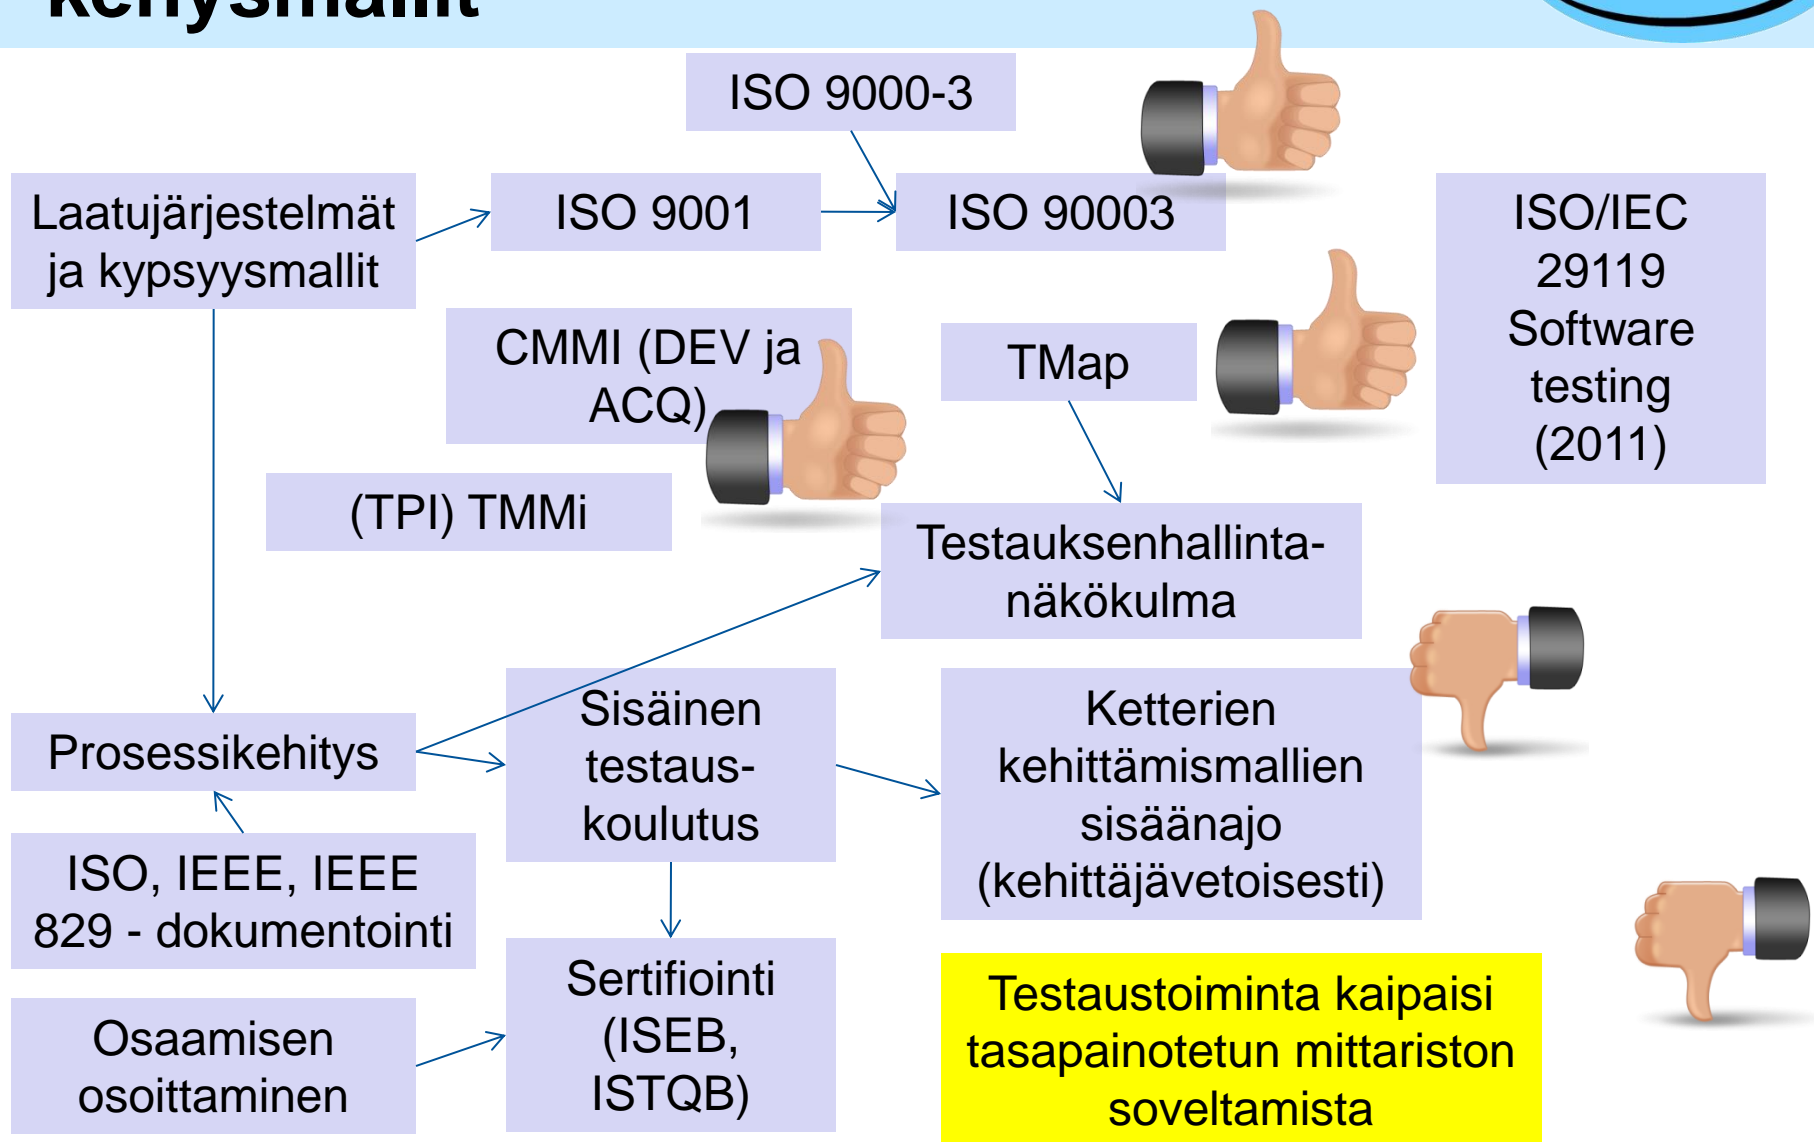 ISO 9000-3
Laatujärjestelmät
ja kypsyysmallit
ISO 9001
ISO 90003
ISO/IEC
29119
Software
testing
(2011)
CMMI (DEV ja
ACQ)
TMap
(TPI) TMMi
Testauksenhallinta-
näkökulma
Prosessikehitys
Sisäinen
testaus-
koulutus
Ketterien
kehittämismallien
sisäänajo
(kehittäjävetoisesti)
ISO, IEEE, IEEE
829 - dokumentointi
Osaamisen
osoittaminen
Sertifiointi
(ISEB,
ISTQB)
Testaustoiminta kaipaisi
tasapainotetun mittariston
soveltamista